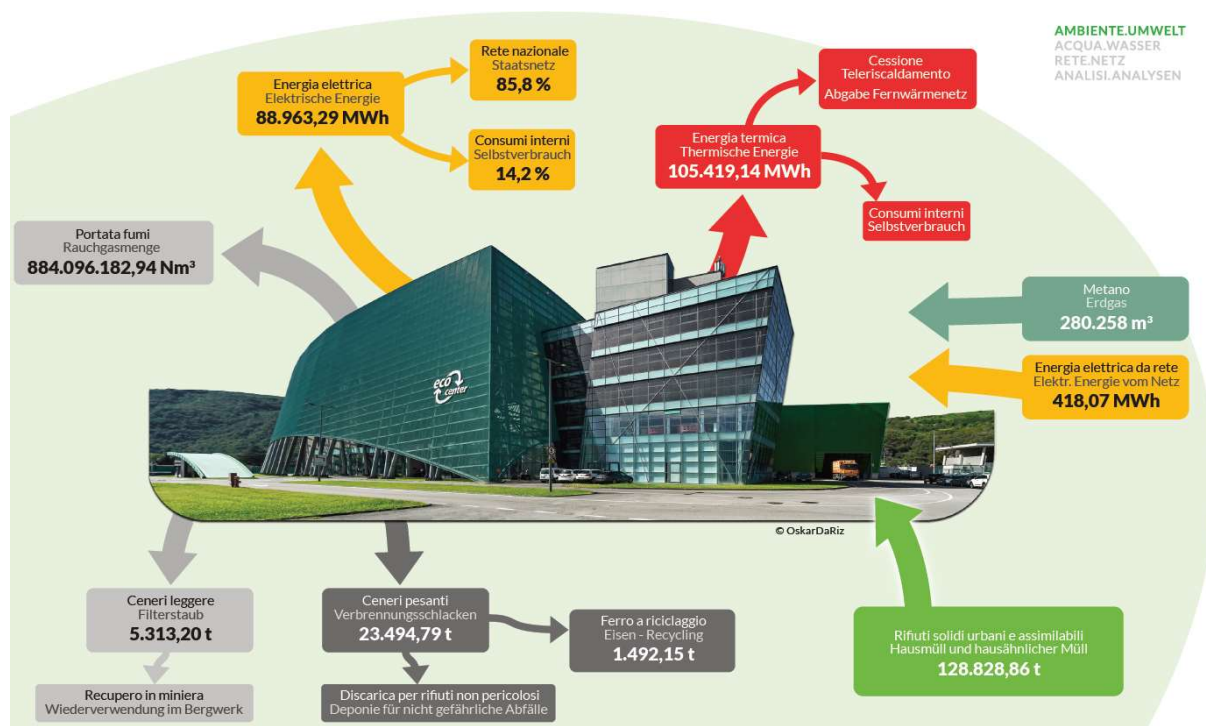 AMBIENTE.UMWELT
ACQUA.WASSER
RETE.NETZ
ANALISI.ANALYSEN
Rete nazionale
Staatsnetz
85,8 %
Energia elettrica
Elektrische Energie
88.963,29 MWh
Consumi interni
Selbstverbrauch
14,2 %
Cessione
Teleriscaldamento
Abgabe Fernwärmenetz
Energia termica
Thermische Energie
105.419,14 MWh
Consumi interni
Selbstverbrauch
Portata fumi
Rauchgasmenge
884.096.182,94 Nm³
Metano
Erdgas
280.258 m³
Energia elettrica da rete
Elektr. Energie vom Netz
418,07 MWh
eco
center
© OskarDaRiz
Ceneri leggere
Filterstaub
5.313,20 t
Recupero in miniera
Wiederverwendung im Bergwerk
Ceneri pesanti
Verbrennungsschlacken
23.494,79 t
Ferro a riciclaggio
Eisen - Recycling
1.492,15 t
Discarica per rifiuti non pericolosi
Deponie für nicht gefährliche Abfälle
Rifiuti solidi urbani e assimilabili
Hausmüll und hausähnlicher Müll
128.828,86 t